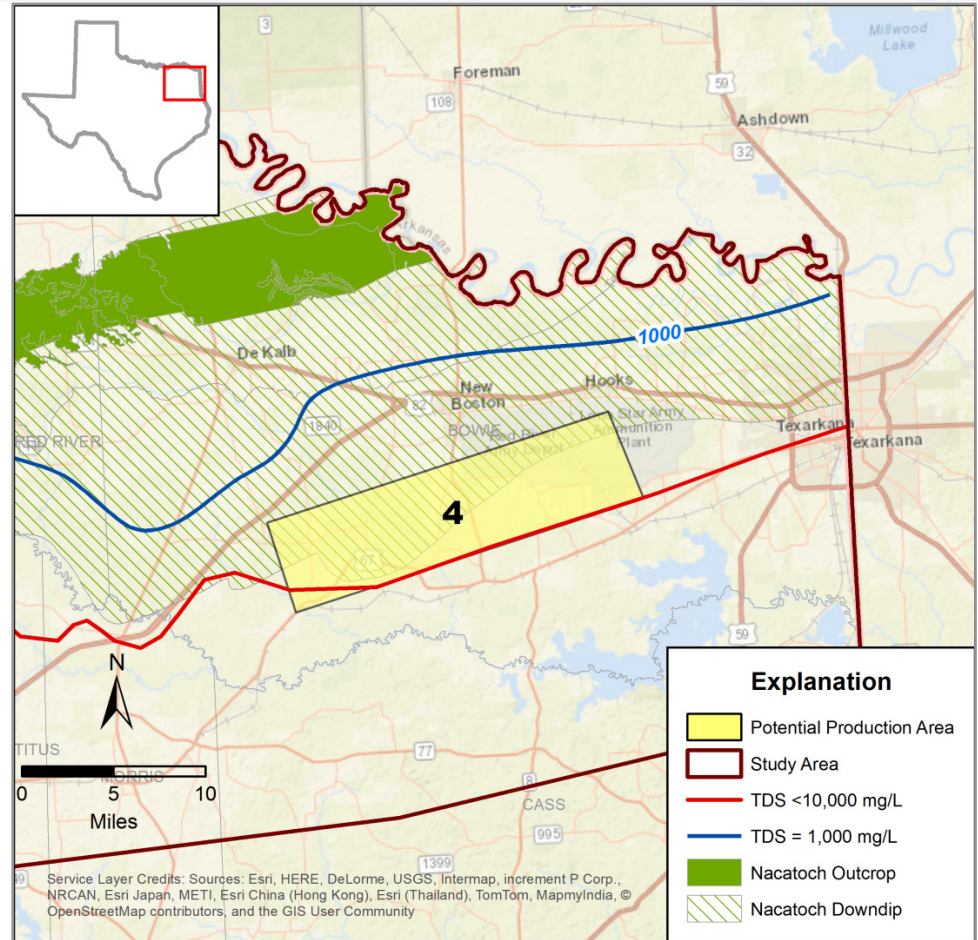 3
Millwood
Lake
Foreman
59
108
Ashdown
32
Arkansas
1000
De Kalb
New
Boston
Hooks
82
1840
RED RIVER
BOWIE
Red River
Army Depot
Lone Star Army
Ammunition
Plant
Texarkana
Texarkana
4
67
59
N
TITUS
77
MORRIS
0 5 10
Miles
8
CASS
995
1399
49
Explanation
Potential Production Area
Study Area
TDS <10,000 mg/L
TDS = 1,000 mg/L
Nacatoch Outcrop
Nacatoch Downdip
Service Layer Credits: Sources: Esri, HERE, DeLorme, USGS, Intermap, increment P Corp.,
NRCAN, Esri Japan, METI, Esri China (Hong Kong), Esri (Thailand), TomTom, MapmyIndia, ©
OpenStreetMap contributors, and the GIS User Community